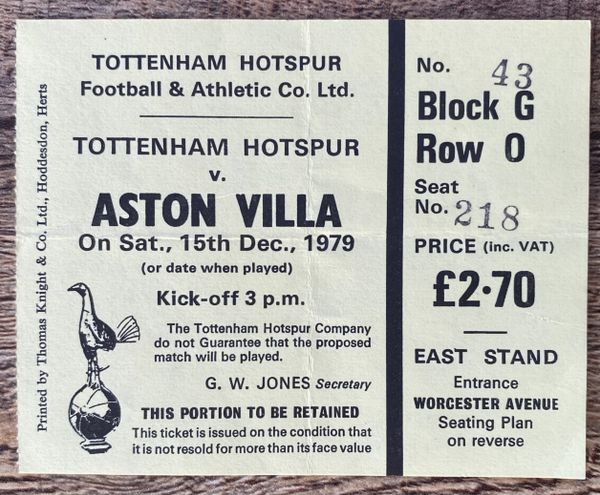 TOTTENHAM HOTSPUR
Football & Athletic Co. Ltd.
TOTTENHAM HOTSPUR
v.
ASTON VILLA
On Sat., 15th Dec., 1979
(or date when played)
Kick-off 3 p.m.
The Tottenham Hotspur Company
do not Guarantee that the proposed
match will be played.
G. W. JONES Secretary
THIS PORTION TO BE RETAINED
This ticket is issued on the condition that
it is not resold for more than its face value
Printed by Thomas Knight & Co. Ltd., Hoddesdon, Herts
No. 43
Block G
Row O
Seat
No. 218
PRICE (inc. VAT)
£2·70
EAST STAND
Entrance
WORCESTER AVENUE
Seating Plan
on reverse